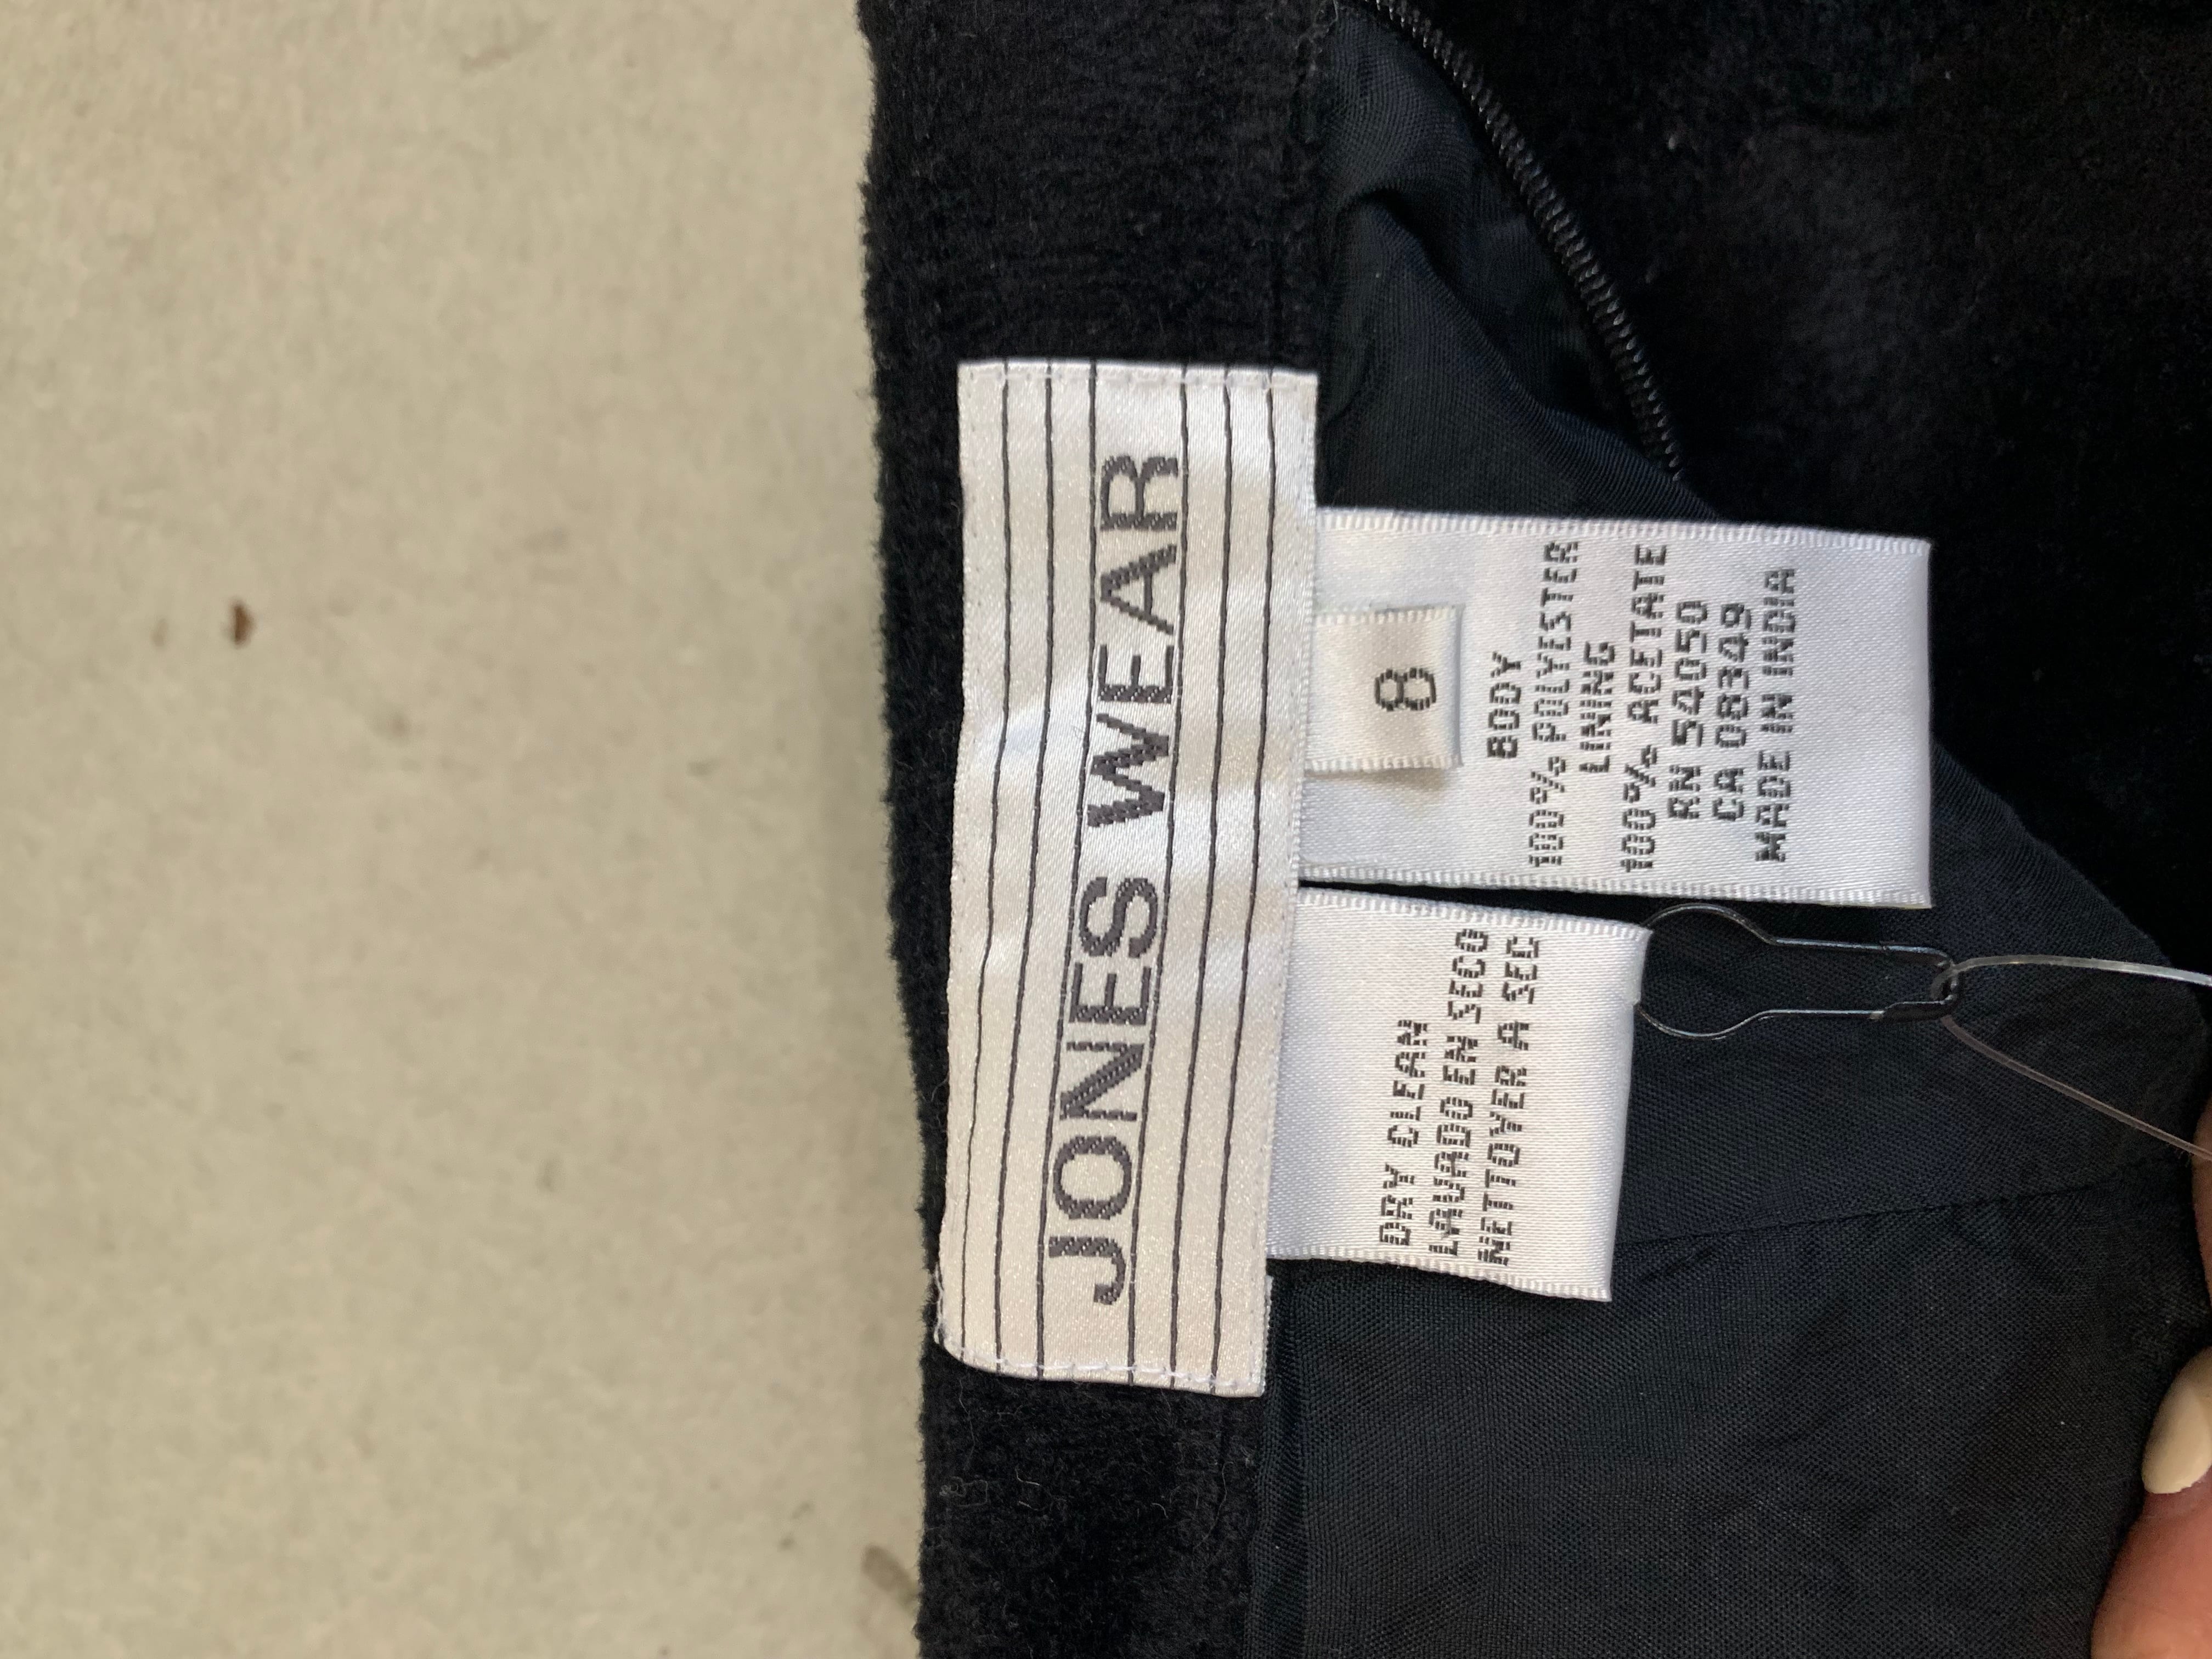 JONES WEAR
8
BODY
100% POLYESTER
LINING
100% ACETATE
RN 54050
CA 08349
MADE IN INDIA
DRY CLEAN
LAVADO EN SECO
NETTOYER A SEC